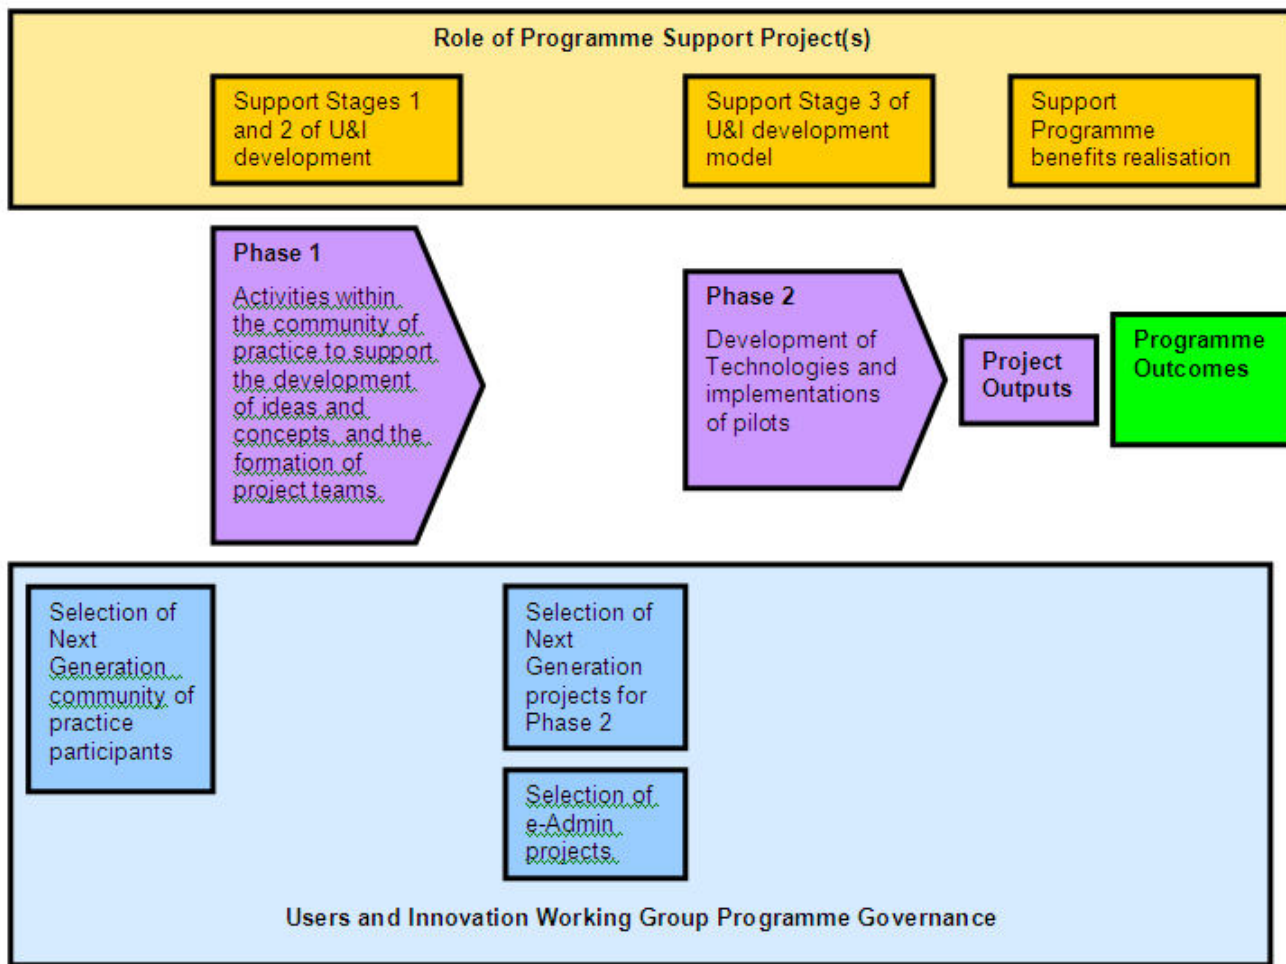 Role of Programme Support Project(s)
Support Stages 1
and 2 of U&I
development
Support Stage 3 of
U&I development
model
Support
Programme
benefits realisation
Phase 1
Activities within
the community of
practice to support
the development
of ideas and
concepts, and the
formation of
project teams.
Phase 2
Development of
Technologies and
implementations
of pilots
Project
Outputs
Programme
Outcomes
Selection of
Next
Generation
community of
practice
participants
Selection of
Next
Generation
projects for
Phase 2
Selection of
e-Admin
projects.
Users and Innovation Working Group Programme Governance